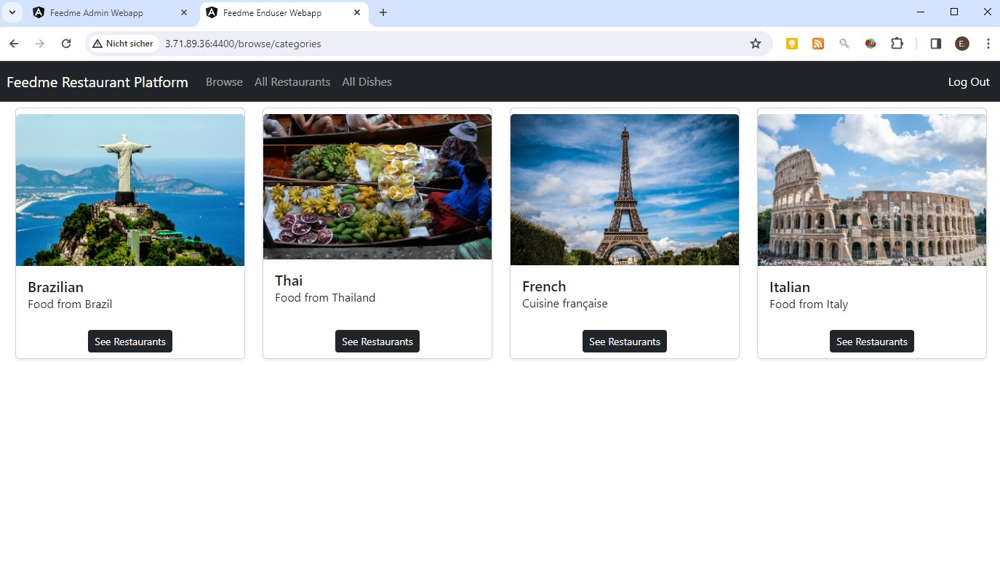 Feedme Admin Webapp
Feedme Enduser Webapp
Nicht sicher
3.71.89.36:4400/browse/categories
E.
Feedme Restaurant Platform
Browse
All Restaurants
All Dishes
Log Out
Brazilian
Food from Brazil
See Restaurants
Thai
Food from Thailand
See Restaurants
French
Cuisine française
See Restaurants
Italian
Food from Italy
See Restaurants